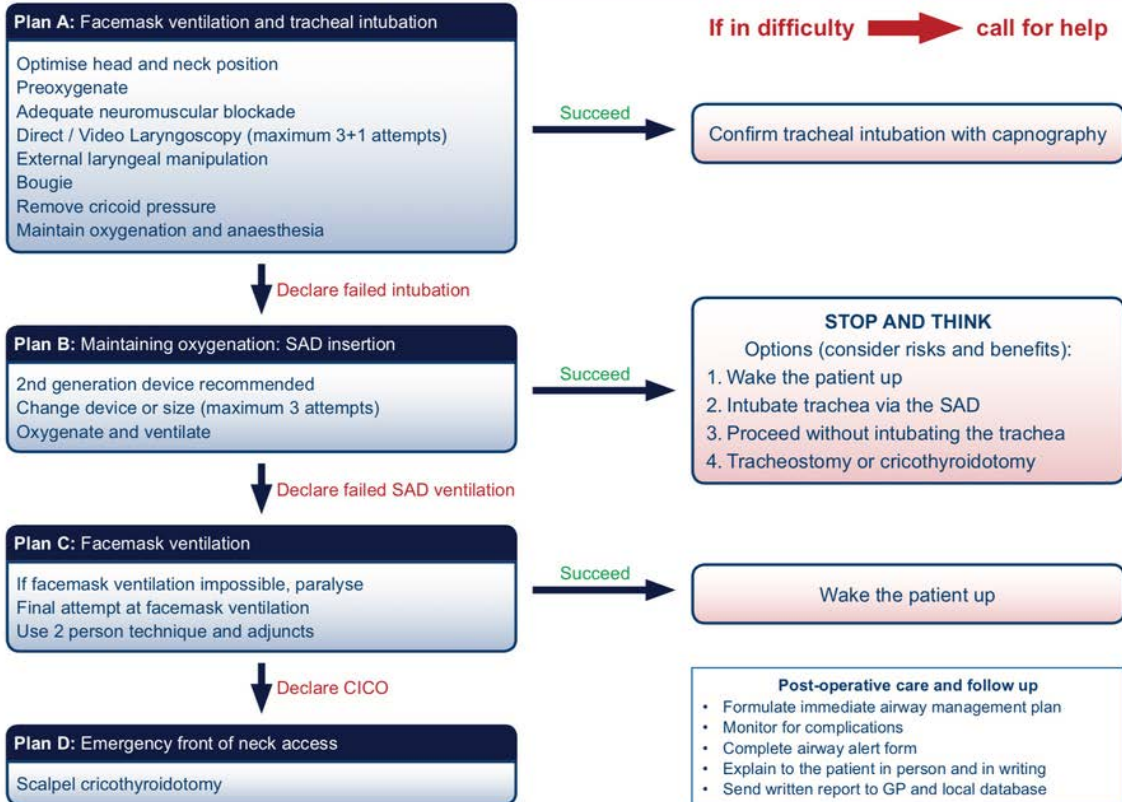 Plan A: Facemask ventilation and tracheal intubation
Optimise head and neck position
Preoxygenate
Adequate neuromuscular blockade
Direct / Video Laryngoscopy (maximum 3+1 attempts)
External laryngeal manipulation
Bougie
Remove cricoid pressure
Maintain oxygenation and anaesthesia
If in difficulty call for help
Succeed
Confirm tracheal intubation with capnography
Declare failed intubation
Plan B: Maintaining oxygenation: SAD insertion
2nd generation device recommended
Change device or size (maximum 3 attempts)
Oxygenate and ventilate
Succeed
STOP AND THINK
Options (consider risks and benefits):
1. Wake the patient up
2. Intubate trachea via the SAD
3. Proceed without intubating the trachea
4. Tracheostomy or cricothyroidotomy
Declare failed SAD ventilation
Plan C: Facemask ventilation
If facemask ventilation impossible, paralyse
Final attempt at facemask ventilation
Use 2 person technique and adjuncts
Succeed
Wake the patient up
Declare CICO
Plan D: Emergency front of neck access
Scalpel cricothyroidotomy
Post-operative care and follow up
• Formulate immediate airway management plan
• Monitor for complications
• Complete airway alert form
• Explain to the patient in person and in writing
• Send written report to GP and local database